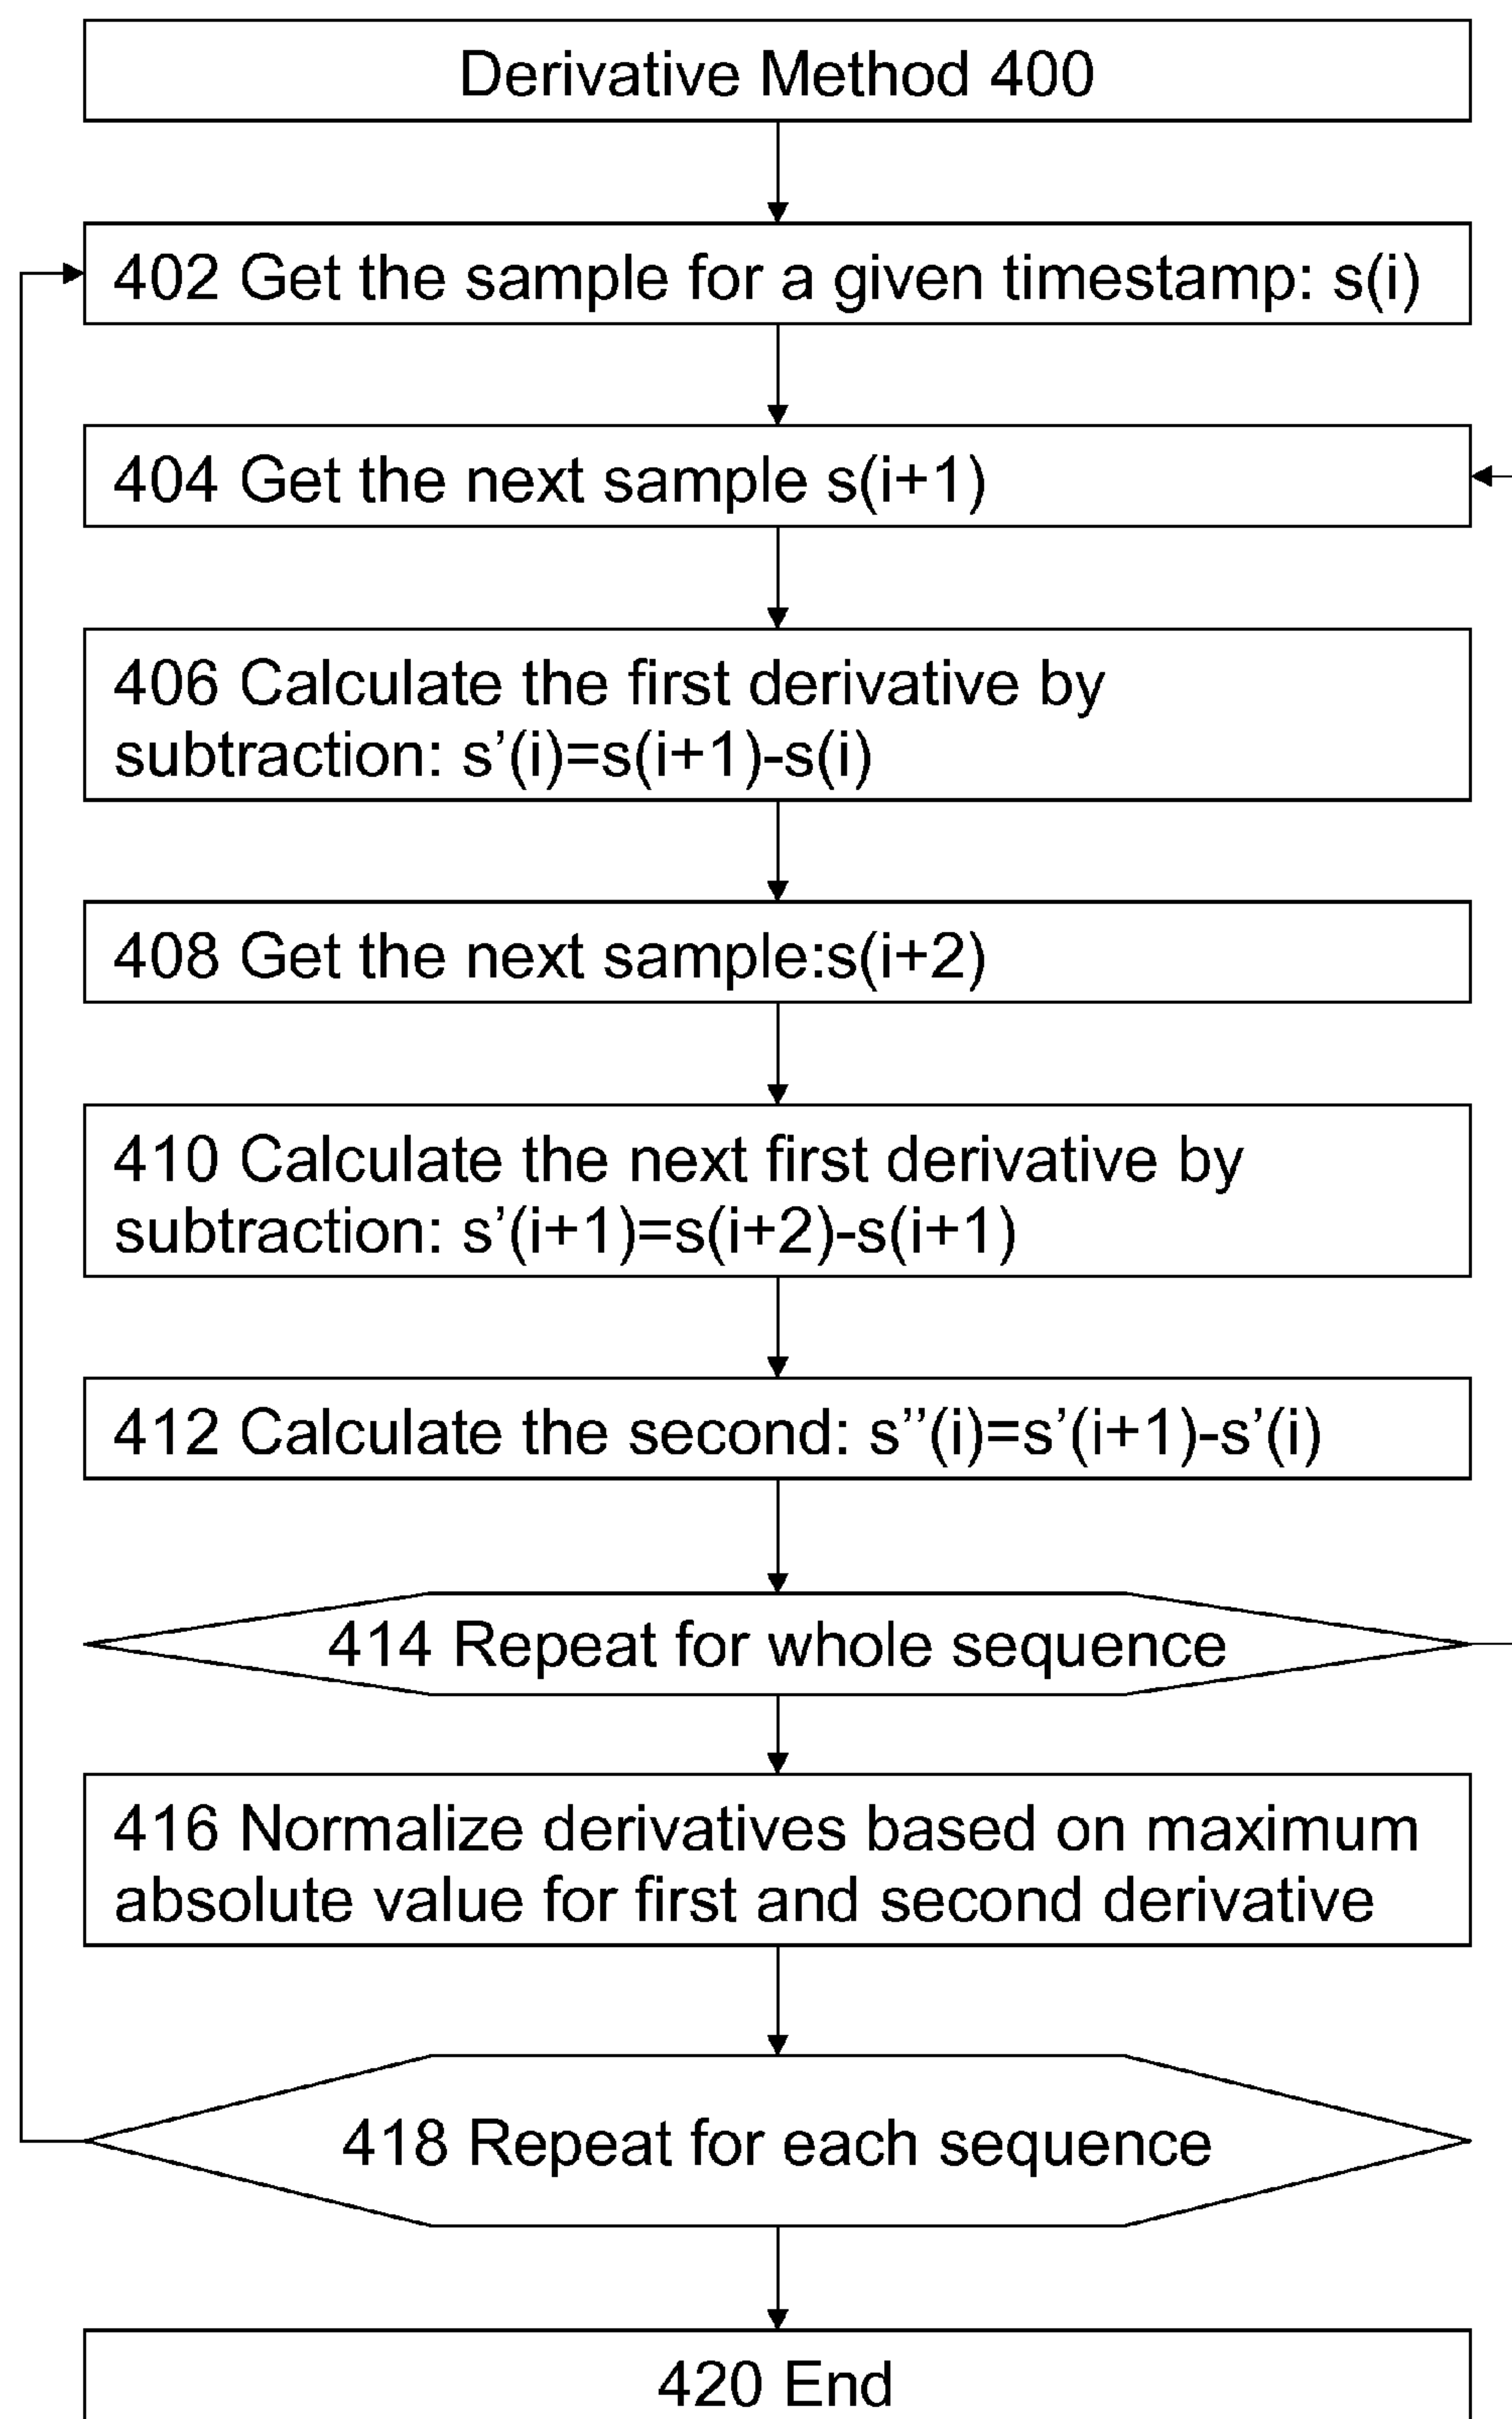 Derivative Method 400
402 Get the sample for a given timestamp: s(i)
404 Get the next sample s(i+1)
406 Calculate the first derivative by
subtraction: s’(i)=s(i+1)-s(i)
408 Get the next sample:s(i+2)
410 Calculate the next first derivative by
subtraction: s’(i+1)=s(i+2)-s(i+1)
412 Calculate the second: s’’(i)=s’(i+1)-s’(i)
414 Repeat for whole sequence
416 Normalize derivatives based on maximum
absolute value for first and second derivative
418 Repeat for each sequence
420 End